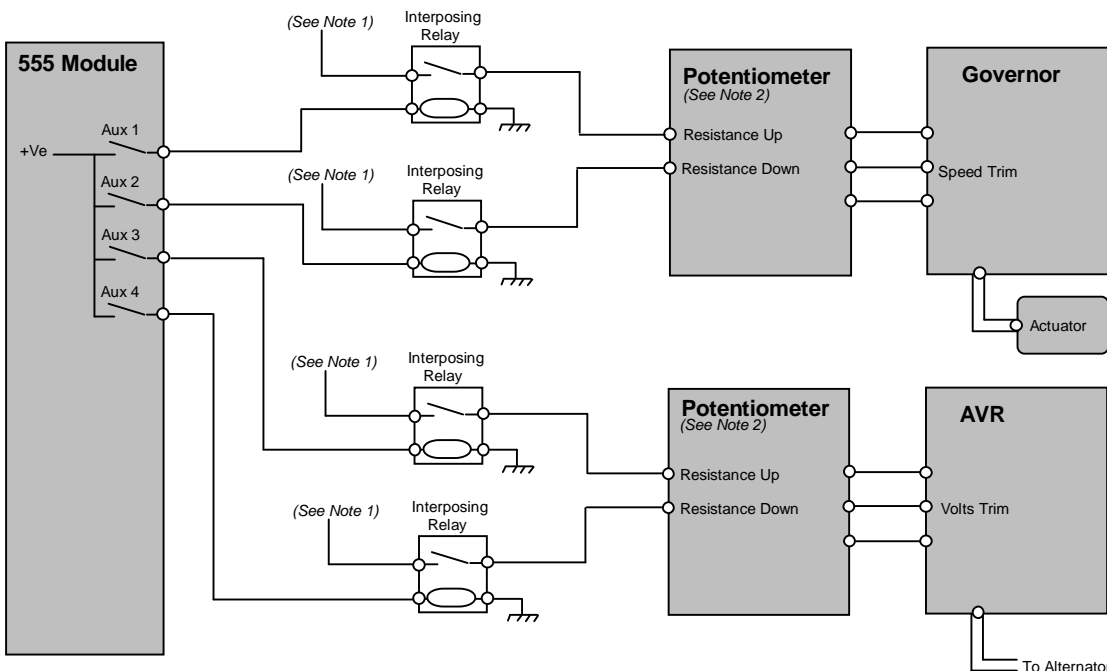 555 Module
+Ve
Aux 1
Aux 2
Aux 3
Aux 4
(See Note 1)
Interposing
Relay
(See Note 1)
Interposing
Relay
(See Note 1)
Interposing
Relay
(See Note 1)
Interposing
Relay
Potentiometer
(See Note 2)
Resistance Up
Resistance Down
Governor
Speed Trim
Actuator
Potentiometer
(See Note 2)
Resistance Up
Resistance Down
AVR
Volts Trim
To Alternator